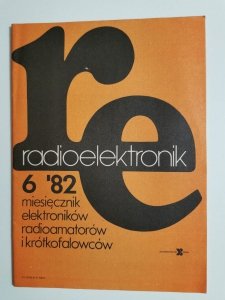 re
radioelektronik
6 '82
miesięcznik
elektroników
radioamatorów
i krótkofalowców